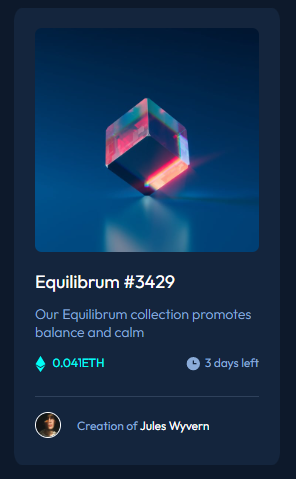 Equilibrum #3429
Our Equilibrum collection promotes
balance and calm
0.041ETH 3 days left
Creation of Jules Wyvern